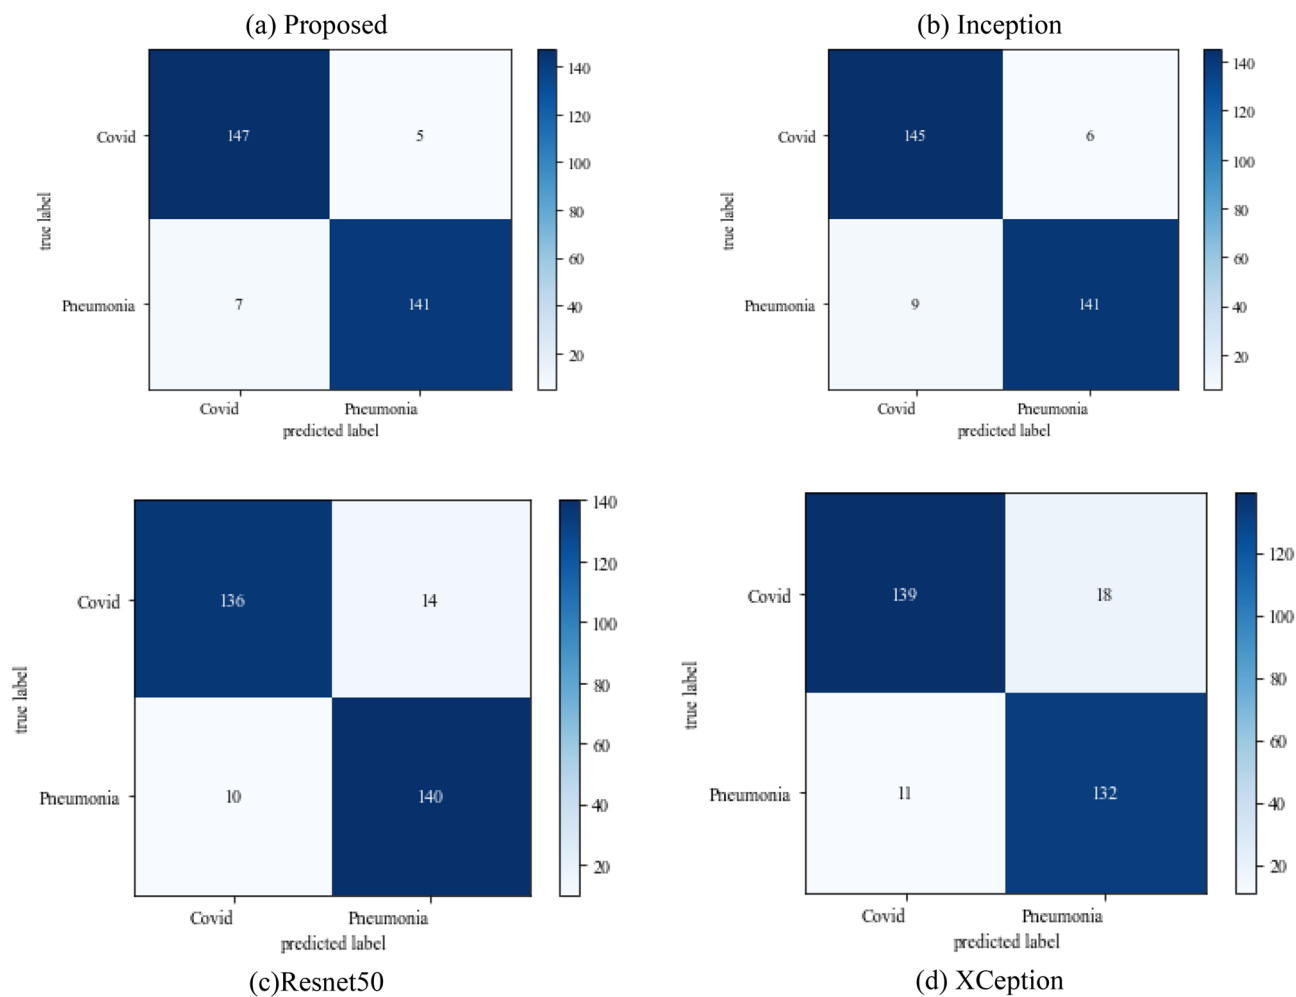 (a) Proposed
(b) Inception
140
120
100
80
60
40
20
Covid
Pneumonia
true label
147
5
7
141
Covid
Pneumonia
predicted label
140
120
100
80
60
40
20
Covid
Pneumonia
true label
145
6
9
141
Covid
Pneumonia
predicted label
140
120
100
80
60
40
20
Covid
Pneumonia
true label
136
14
10
140
Covid
Pneumonia
predicted label
(c)Resnet50
120
100
80
60
40
20
Covid
Pneumonia
true label
139
18
11
132
Covid
Pneumonia
predicted label
(d) XCeption